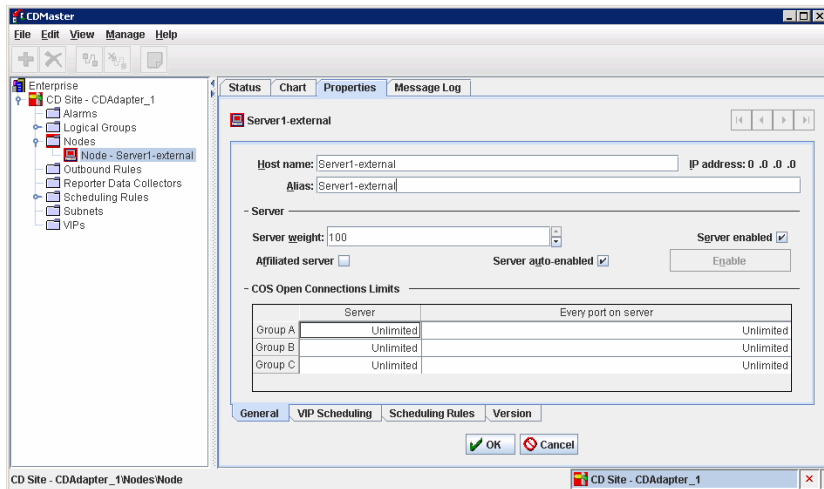 CDMaster
File Edit View Manage Help
Enterprise
CD Site - CDAdapter_1
Alarms
Logical Groups
Nodes
Node - Server1-external
Outbound Rules
Reporter Data Collectors
Scheduling Rules
Subnets
VIPs
Status Chart Properties Message Log
Server1-external
Host name: Server1-external IP address: 0 .0 .0 .0
Alias: Server1-external
Server
Server weight: 100 Server enabled
Affiliated server Server auto-enabled Enable
COS Open Connections Limits
Server Every port on server
Group A Unlimited Unlimited
Group B Unlimited Unlimited
Group C Unlimited Unlimited
General VIP Scheduling Scheduling Rules Version
OK Cancel
CD Site - CDAdapter_1\Nodes\Node CD Site - CDAdapter_1